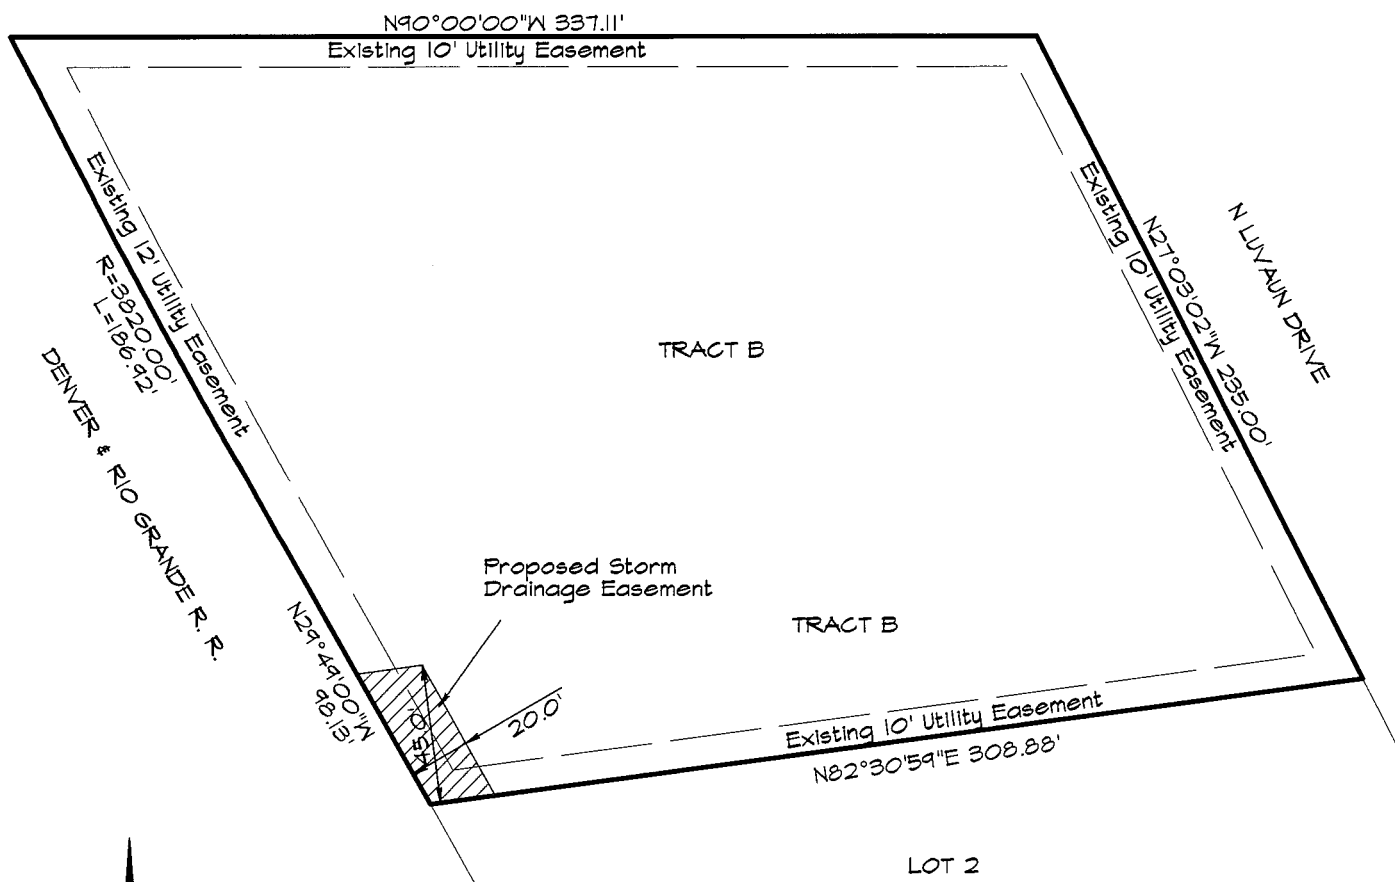 N90°00'00"W 337.11'
Existing 10' Utility Easement
Existing 12' Utility Easement
R=3820.00'
L=186.92'
DENVER & RIO GRANDE R. R.
Existing 10' Utility Easement
N27°03'02"W 235.00'
N LUVAUN DRIVE
TRACT B
Proposed Storm
Drainage Easement
TRACT B
N29°49'00"W
98.13'
45.0'
20.0'
Existing 10' Utility Easement
N82°30'59"E 308.88'
LOT 2